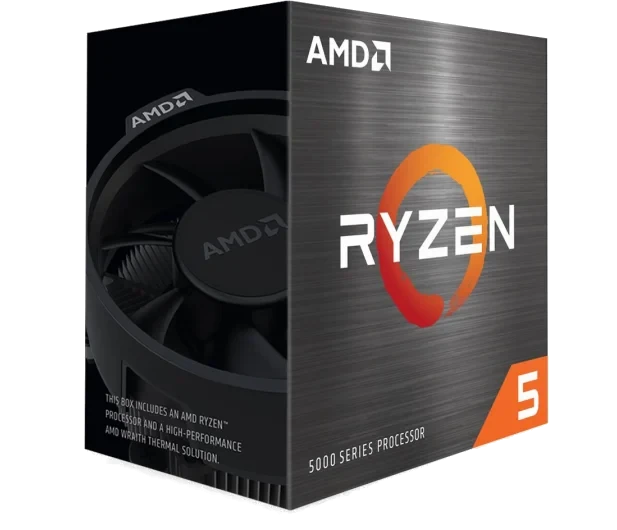 AMD
AMD
THIS BOX INCLUDES AN AMD RYZEN™
PROCESSOR AND A HIGH-PERFORMANCE
AMD WRAITH THERMAL SOLUTION.
AMD
RYZEN
5
5000 SERIES PROCESSOR